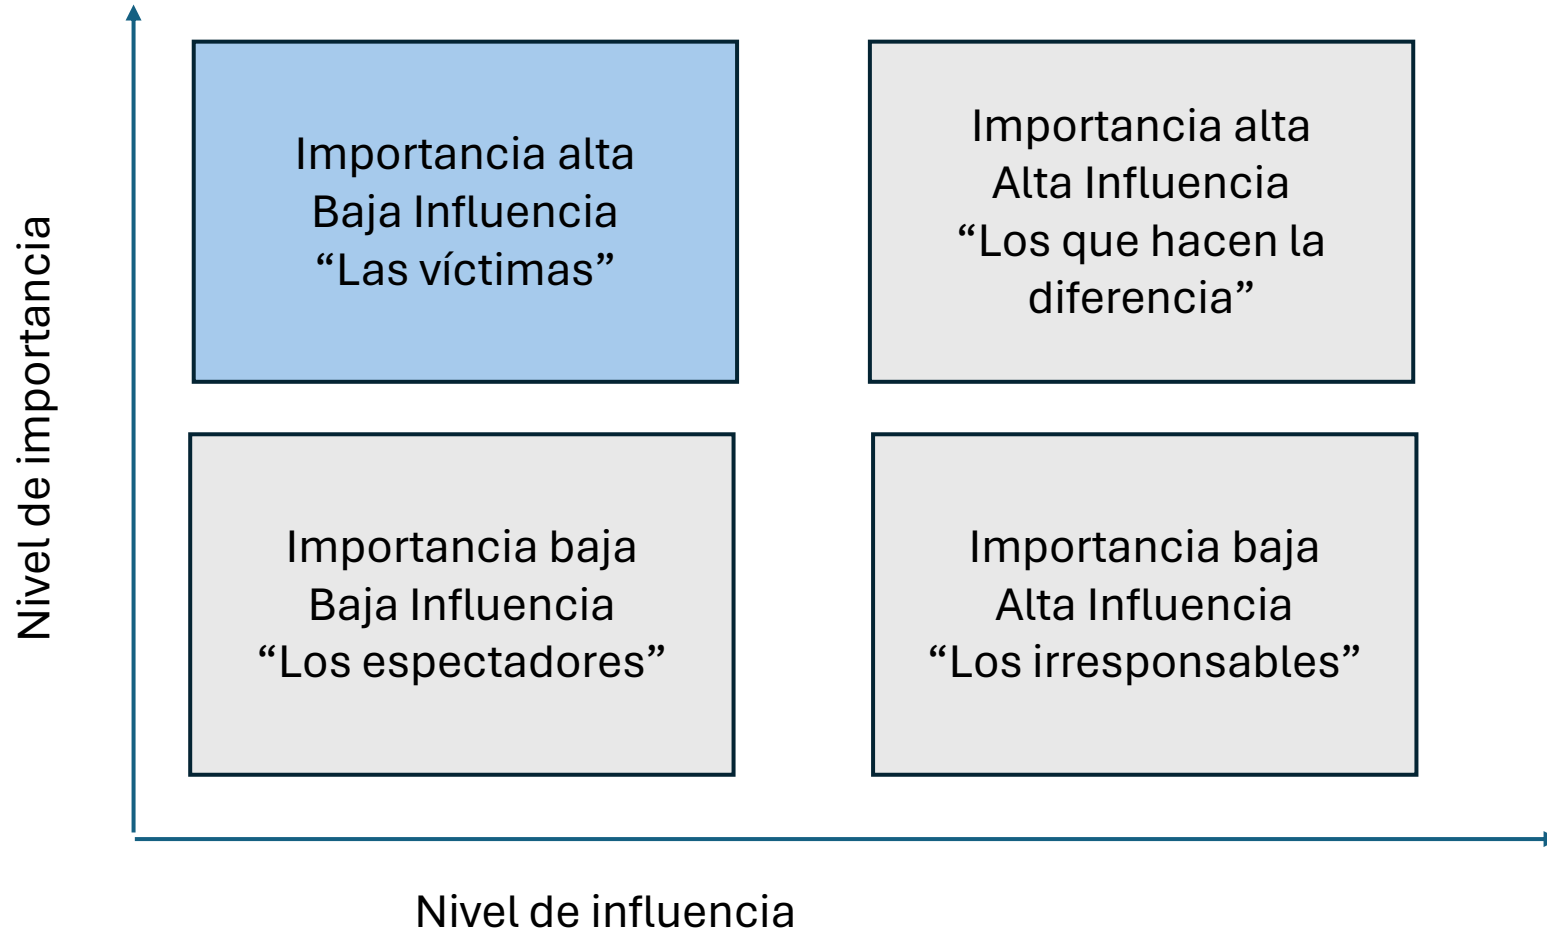 Nivel de importancia
Importancia alta
Baja Influencia
“Las víctimas”
Importancia alta
Alta Influencia
“Los que hacen la
diferencia”
Importancia baja
Baja Influencia
“Los espectadores”
Importancia baja
Alta Influencia
“Los irresponsables”
Nivel de influencia